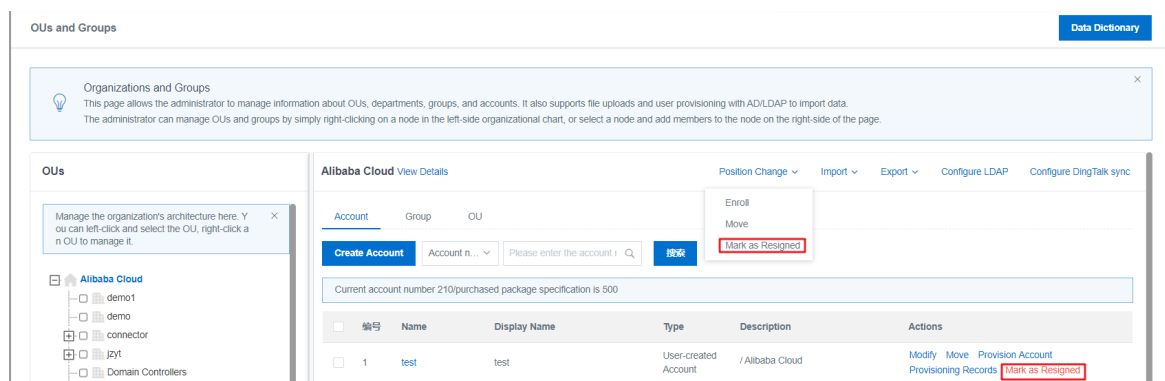 OUs and Groups
Data Dictionary
Organizations and Groups
This page allows the administrator to manage information about OUs, departments, groups, and accounts. It also supports file uploads and user provisioning with AD/LDAP to import data.
The administrator can manage OUs and groups by simply right-clicking on a node in the left-side organizational chart, or select a node and add members to the node on the right-side of the page.
OUs
Manage the organization's architecture here. Y
ou can left-click and select the OU, right-click a
n OU to manage it.
Alibaba Cloud
demo1
demo
connector
jzyt
Domain Controllers
Alibaba Cloud View Details
Position Change Import Export Configure LDAP Configure DingTalk sync
Enroll
Move
Mark as Resigned
Account Group OU
Create Account Account n... Please enter the account 搜索
Current account number 210/purchased package specification is 500
编号 Name Display Name Type Description Actions
1 test test User-created Account / Alibaba Cloud Modify Move Provision Account
Provisioning Records Mark as Resigned